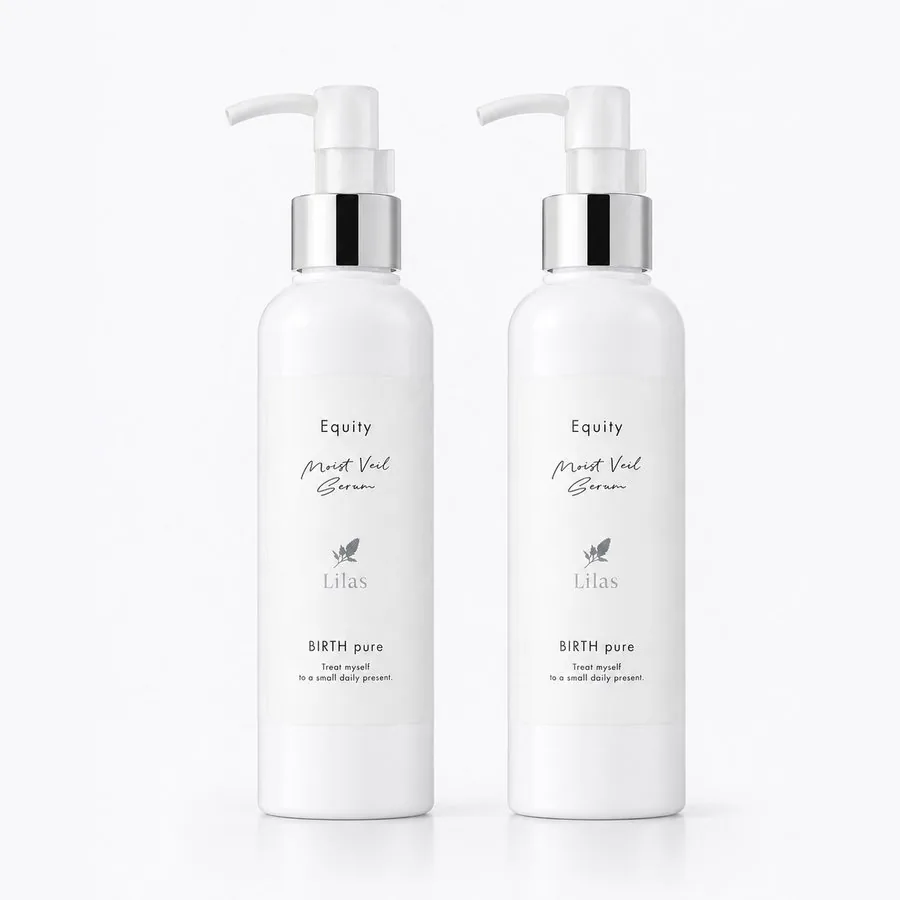 Equity
Moist Veil
Serum
Lilas
BIRTH pure
Treat myself
to a small daily present.
Equity
Moist Veil
Serum
Lilas
BIRTH pure
Treat myself
to a small daily present.